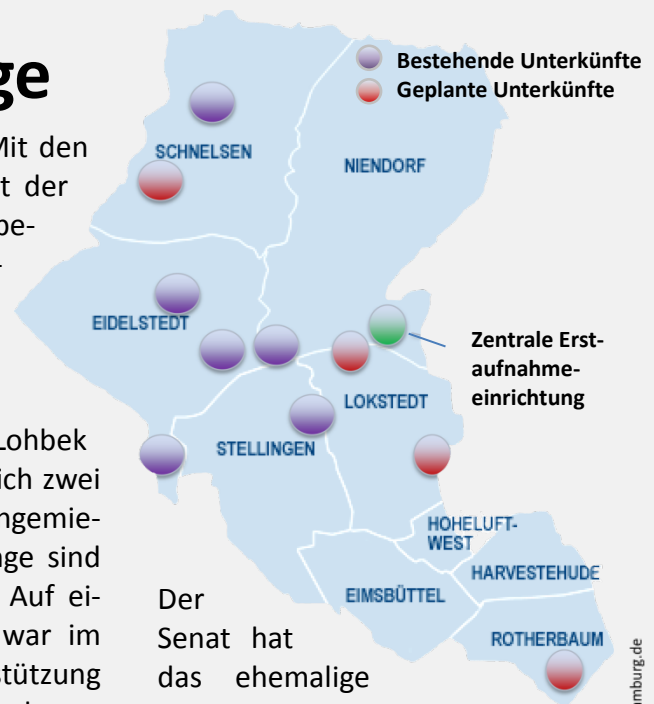 ge
Mit den
t der
be-
-
Lohbek
ich zwei
ngemie-
nge sind
Auf ei-
war im
stützung
Der
Senat hat
das ehemalige
Bestehende Unterkünfte
Geplante Unterkünfte
SCHNELSEN
NIENDORF
EIDELSTEDT
Zentrale Erst-
aufnahme-
einrichtung
LOKSTEDT
STELLINGEN
HOHELUFT-
WEST
HARVESTEHUDE
EIMSBÜTTEL
ROTHERBAUM
amburg.de